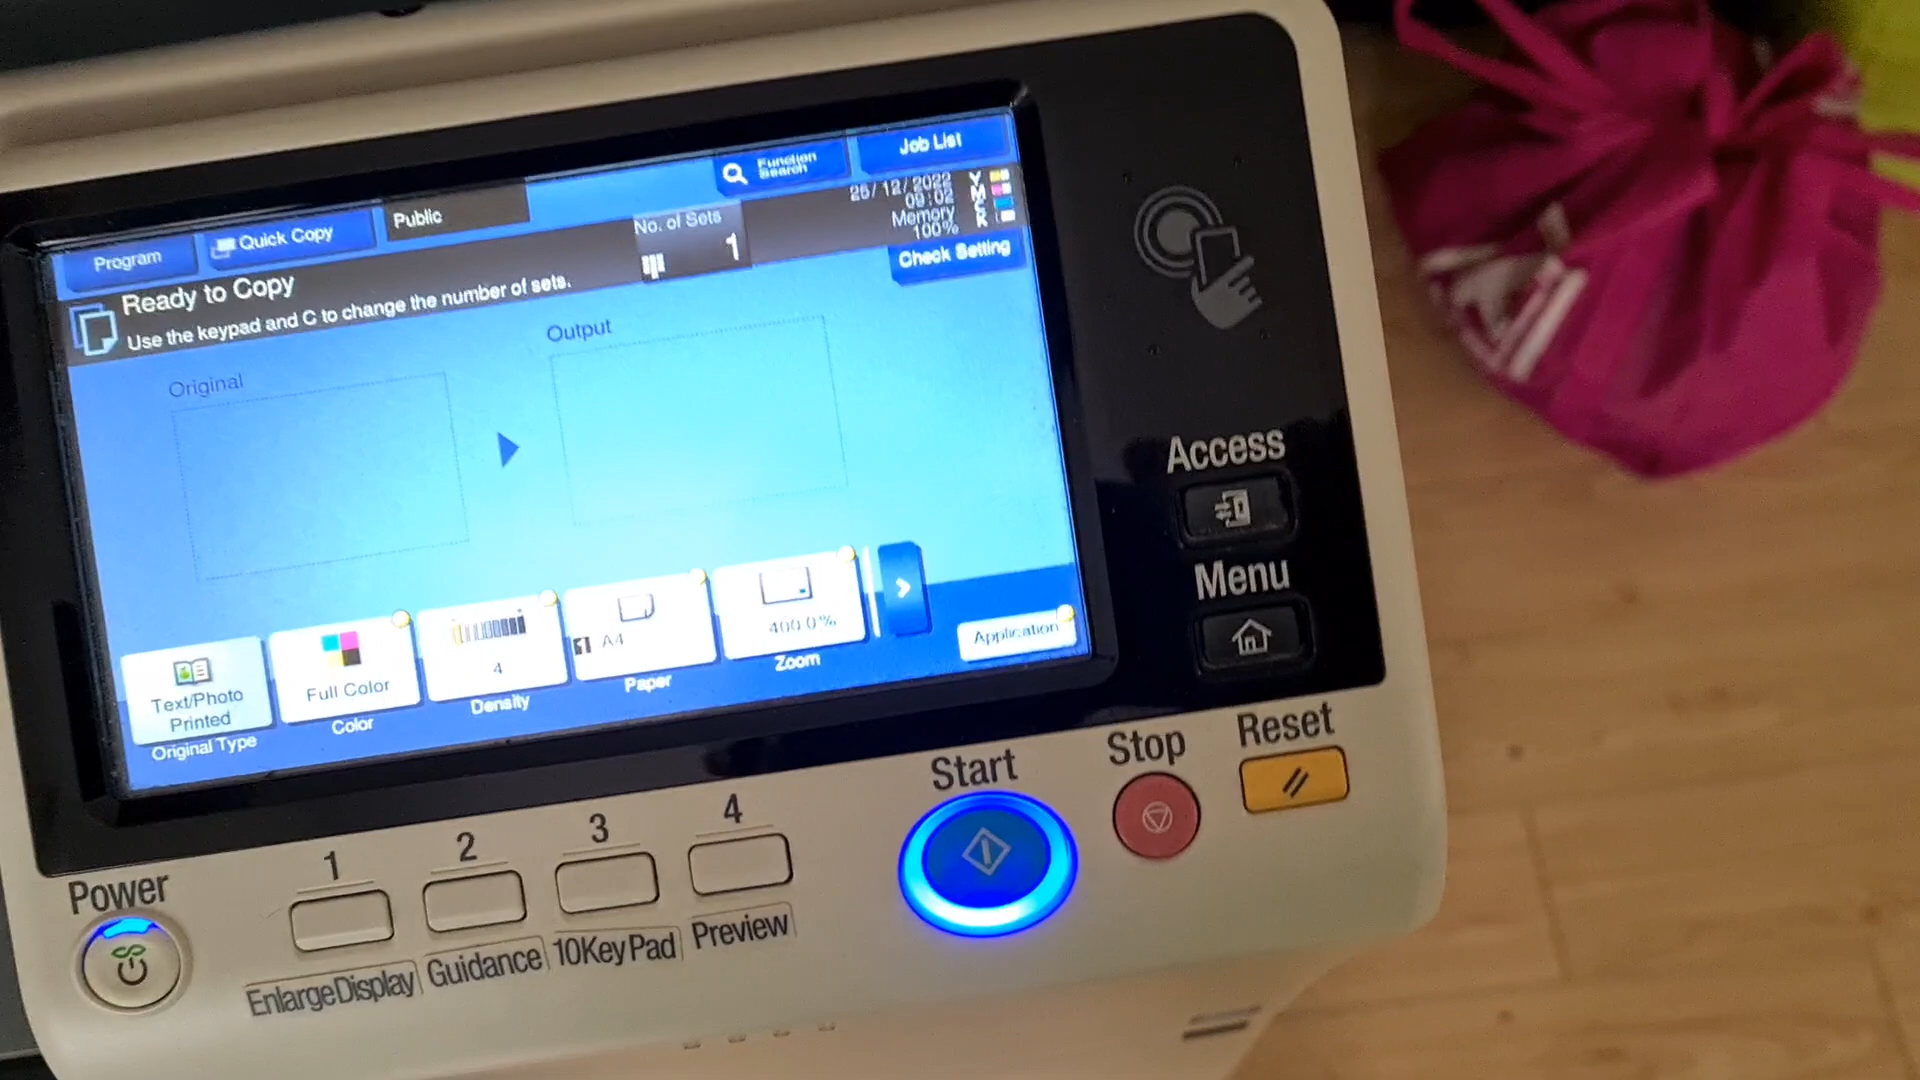 Function
Search
Job List
Program
Quick Copy
Public
No. of Sets
1
25/12/2022
09:02
Memory
100%
Y
M
C
K
Check Setting
Ready to Copy
Use the keypad and C to change the number of sets.
Original
Output
Text/Photo
Printed
Original Type
Full Color
Color
4
Density
1 A4
Paper
400.0%
Zoom
Application
Access
Menu
Power
1
2
3
4
EnlargeDisplay
Guidance
10KeyPad
Preview
Start
Stop
Reset